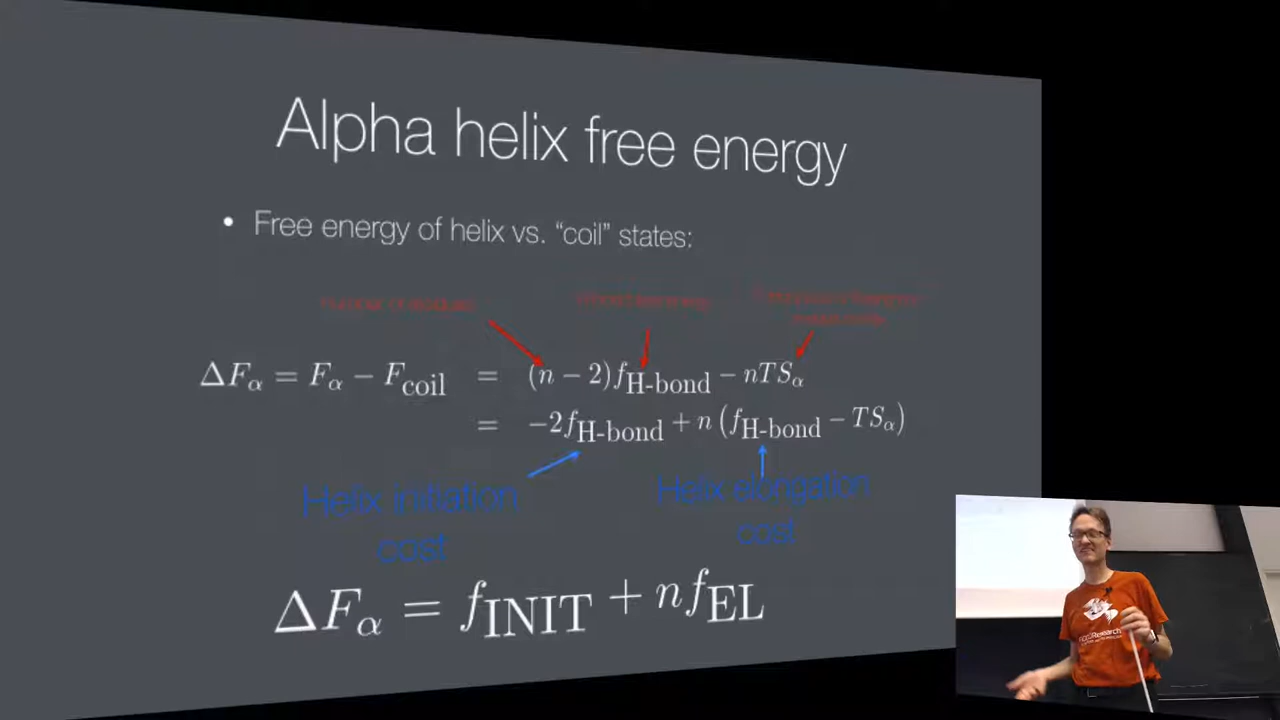 Alpha helix free energy
• Free energy of helix vs. “coil” states:
ΔFα = Fα − Fcoil = (n − 2)fH-bond − nTSα
= −2fH-bond + n (fH-bond − TSα)
Helix initiation cost
Helix elongation cost
ΔFα = fINIT + nfEL
Research